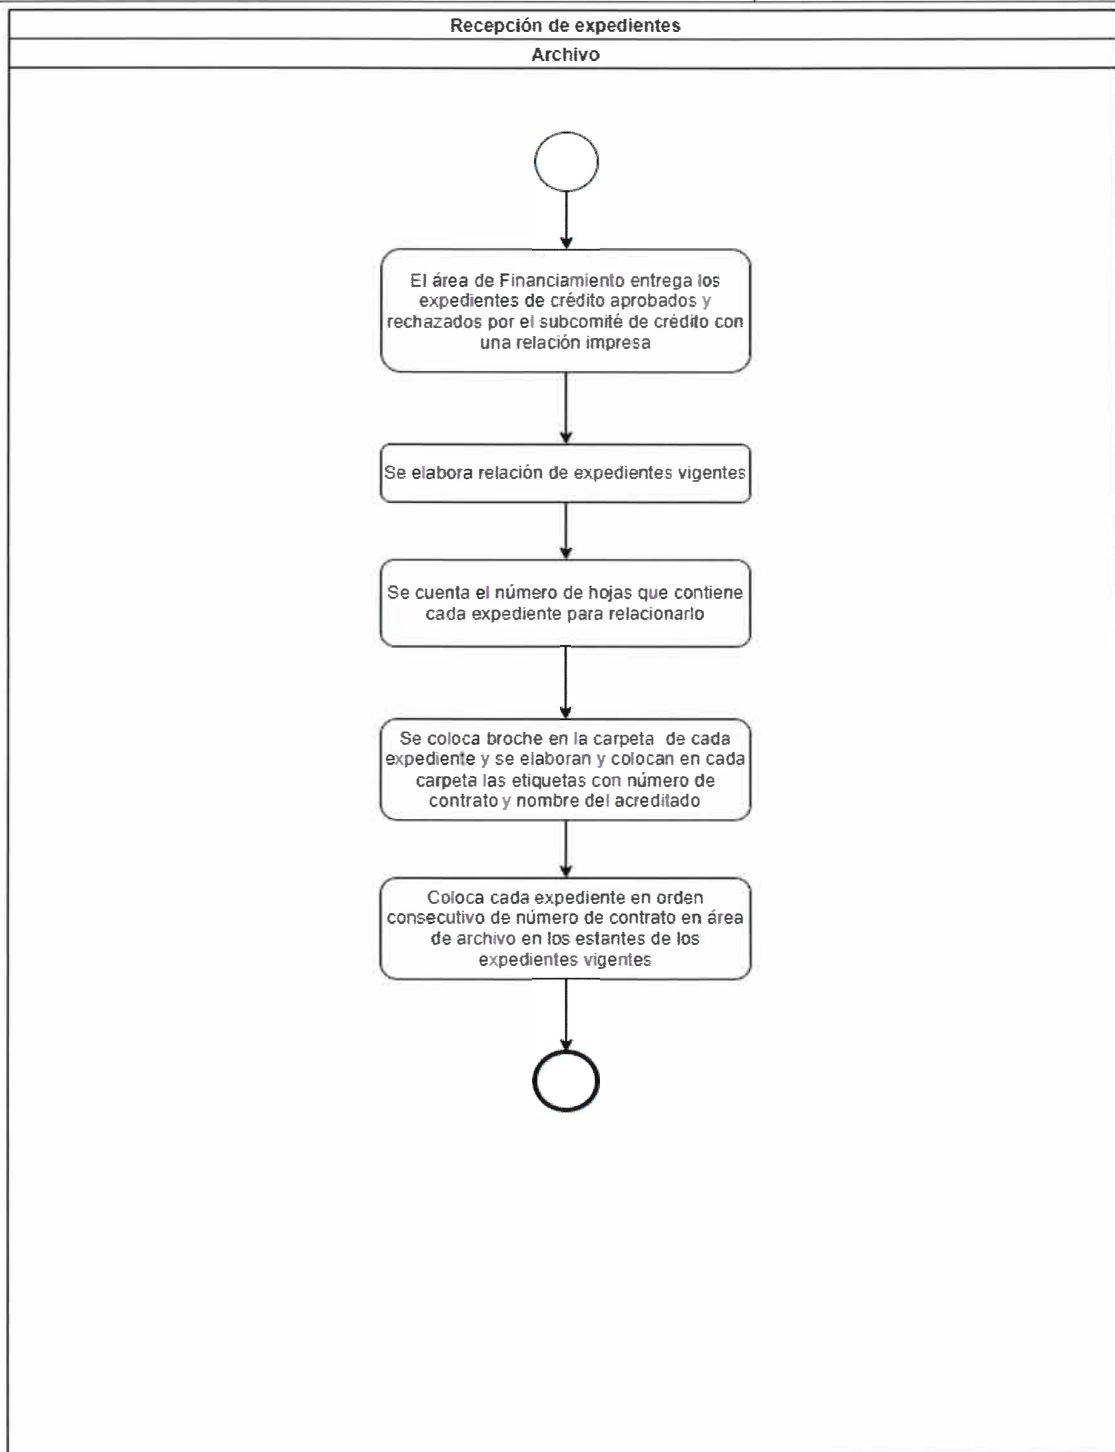 Recepción de expedientes
Archivo
El área de Financiamiento entrega los
expedientes de crédito aprobados y
rechazados por el subcomité de crédito con
una relación impresa
Se elabora relación de expedientes vigentes
Se cuenta el número de hojas que contiene
cada expediente para relacionarlo
Se coloca broche en la carpeta de cada
expediente y se elaboran y colocan en cada
carpeta las etiquetas con número de
contrato y nombre del acreditado
Coloca cada expediente en orden
consecutivo de número de contrato en área
de archivo en los estantes de los
expedientes vigentes